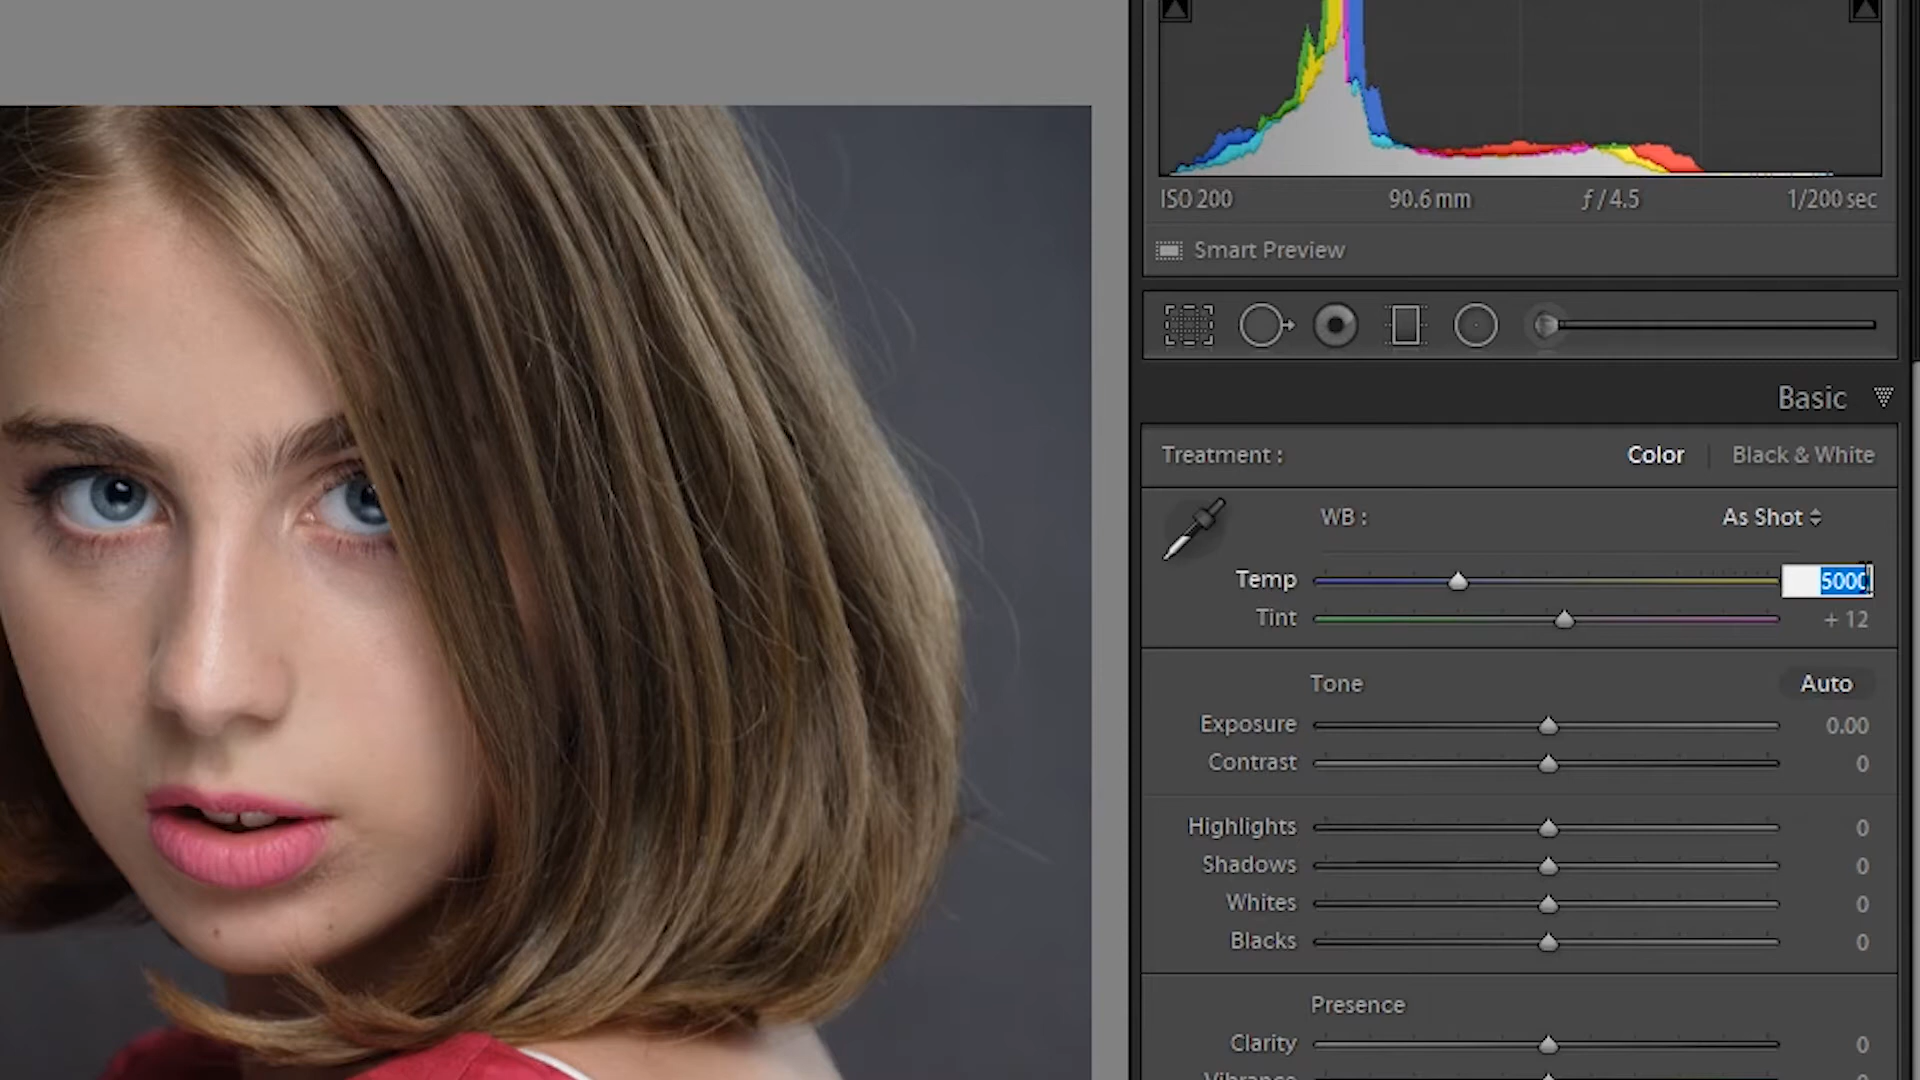 ISO 200 90.6 mm ƒ / 4.5 1/200 sec
Smart Preview
Basic
Treatment : Color Black & White
WB : As Shot
Temp 5000
Tint + 12
Tone Auto
Exposure 0.00
Contrast 0
Highlights 0
Shadows 0
Whites 0
Blacks 0
Presence
Clarity 0
Vibrance